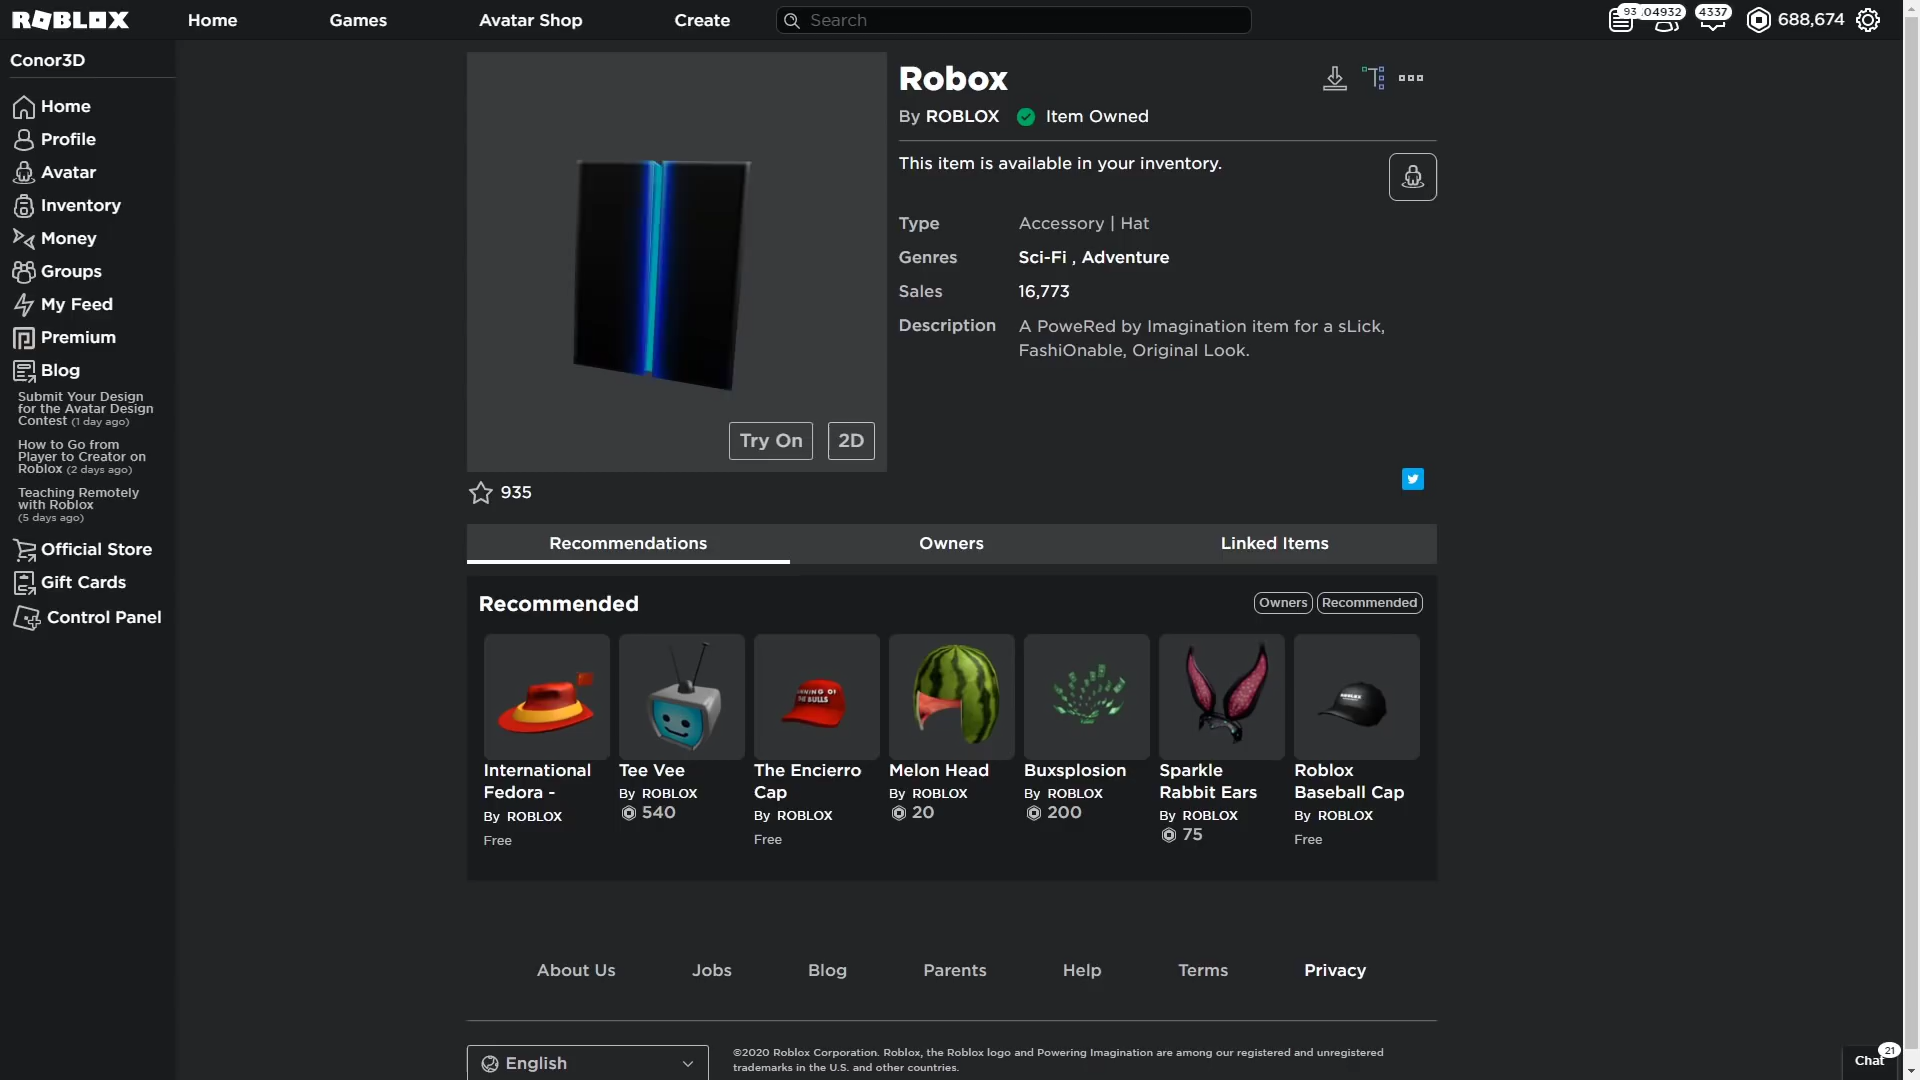 ROBLOX
Home
Games
Avatar Shop
Create
Search
93
4337
688,674
Conor3D
Home
Profile
Avatar
Inventory
Money
Groups
My Feed
Premium
Blog
Submit Your Design
for the Avatar Design
Contest (1 day ago)
How to Go from
Player to Creator on
Roblox (2 days ago)
Teaching Remotely
with Roblox
(5 days ago)
Official Store
Gift Cards
Control Panel
Try On
2D
935
Robox
By ROBLOX Item Owned
This item is available in your inventory.
Type Accessory | Hat
Genres Sci-Fi , Adventure
Sales 16,773
Description A PoweRed by Imagination item for a sLick,
FashiOnable, Original Look.
Recommendations
Owners
Linked Items
Recommended
Owners
Recommended
THE BULLS
ROBLOX
International
Fedora -
By ROBLOX
Free
Tee Vee
By ROBLOX
540
The Encierro
Cap
By ROBLOX
Free
Melon Head
By ROBLOX
20
Buxsplosion
By ROBLOX
200
Sparkle
Rabbit Ears
By ROBLOX
75
Roblox
Baseball Cap
By ROBLOX
Free
About Us
Jobs
Blog
Parents
Help
Terms
Privacy
English
©2020 Roblox Corporation. Roblox, the Roblox logo and Powering Imagination are among our registered and unregistered
trademarks in the U.S. and other countries.
Chat
21